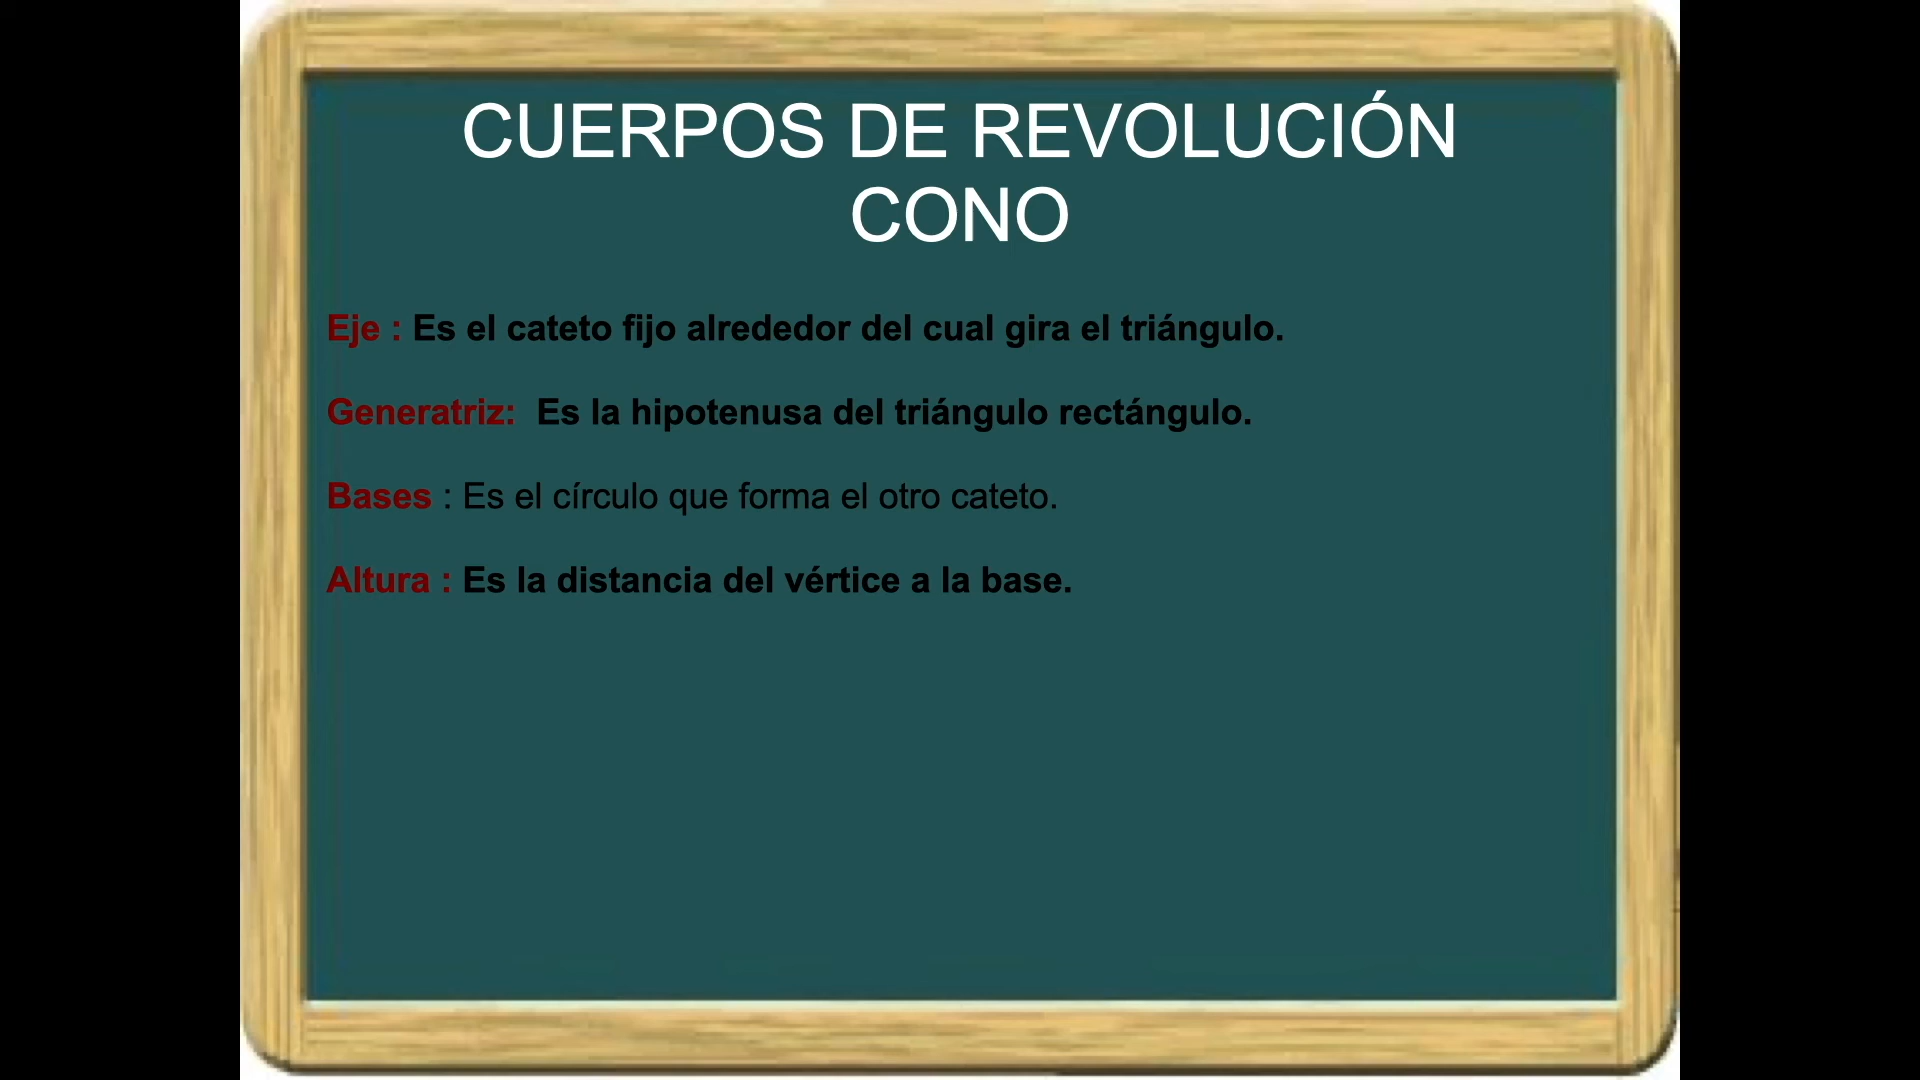 CUERPOS DE REVOLUCIÓN
CONO
Eje : Es el cateto fijo alrededor del cual gira el triángulo.
Generatriz: Es la hipotenusa del triángulo rectángulo.
Bases : Es el círculo que forma el otro cateto.
Altura : Es la distancia del vértice a la base.